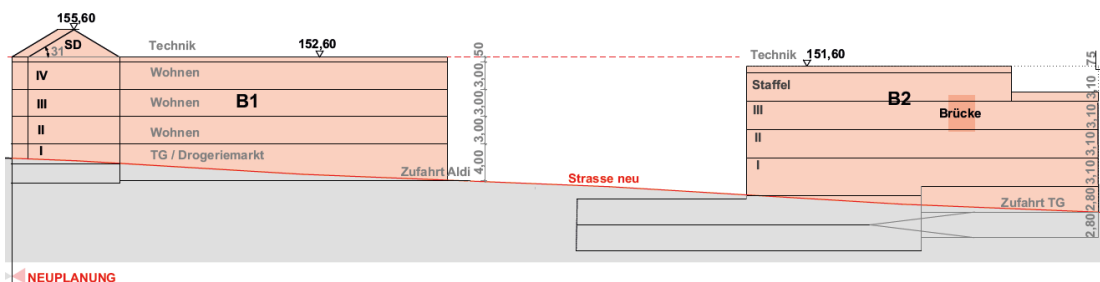 155,60
SD
31
Technik
152,60
IV
Wohnen
III
Wohnen
B1
II
Wohnen
I
TG / Drogeriemarkt
Zufahrt Aldi
50
3,00
3,00
3,00
4,00
Strasse neu
Technik
151,60
Staffel
B2
III
Brücke
II
I
Zufahrt TG
75
3,10
3,10
3,10
3,10
2,80
2,80
NEUPLANUNG